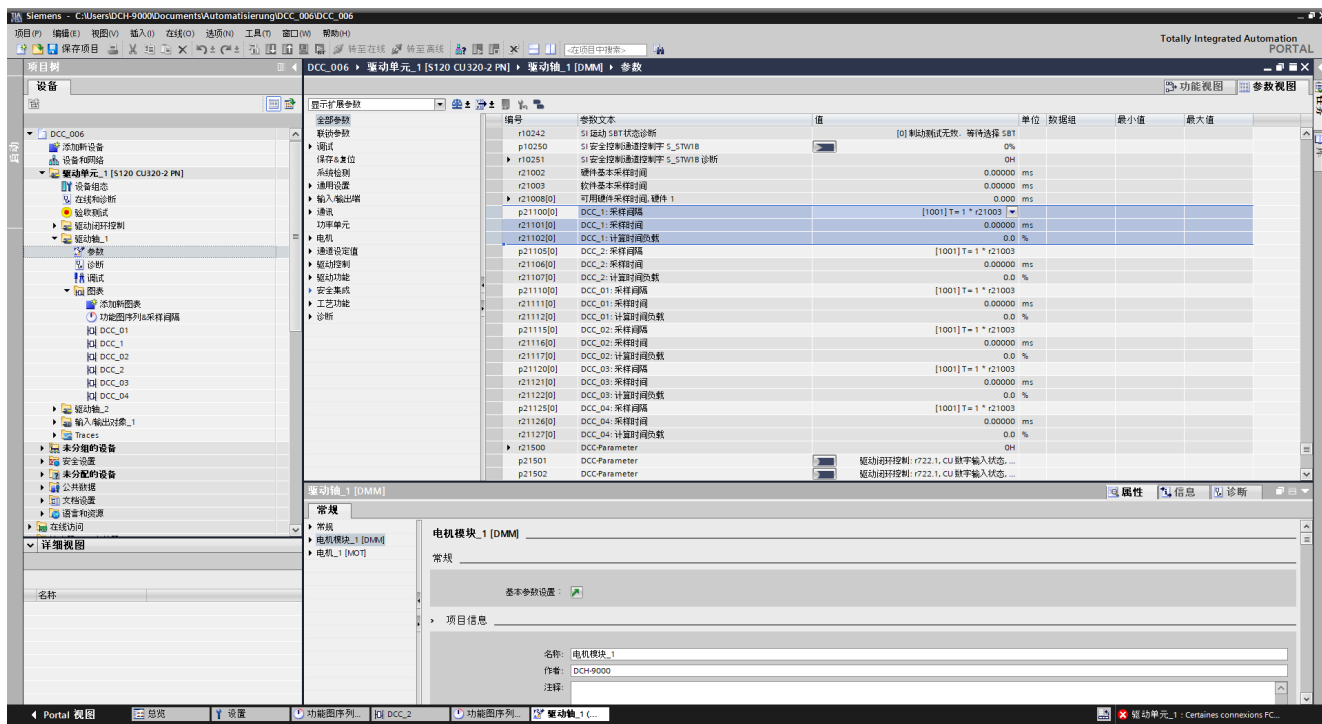 Siemens - C:\Users\DCH-9000\Documents\Automatisierung\DCC_006\DCC_006
项目(P) 编辑(E) 视图(V) 插入(I) 在线(O) 选项(N) 工具(T) 窗口(W) 帮助(H)
保存项目 转至在线 转至离线 <在项目中搜索>
Totally Integrated Automation
PORTAL
项目树
DCC_006 ▸ 驱动单元_1 [S120 CU320-2 PN] ▸ 驱动轴_1 [DMM] ▸ 参数
设备
功能视图 参数视图
启动
DCC_006
添加新设备
设备和网络
驱动单元_1 [S120 CU320-2 PN]
设备组态
在线和诊断
验收测试
驱动闭环控制
驱动轴_1
参数
诊断
调试
图表
添加新图表
功能图序列&采样间隔
DCC_01
DCC_1
DCC_02
DCC_2
DCC_03
DCC_04
驱动轴_2
输入/输出对象_1
Traces
未分组的设备
安全设置
未分配的设备
公共数据
文档设置
语言和资源
在线访问
详细视图
名称
显示扩展参数
全部参数
联锁参数
调试
保存&复位
系统检测
通用设置
输入/输出端
通讯
功率单元
电机
通道设定值
驱动控制
驱动功能
安全集成
工艺功能
诊断
编号 参数文本 值 单位 数据组 最小值 最大值
r10242 SI 运动 SBT 状态诊断 [0] 制动测试无效．等待选择 SBT
p10250 SI 安全控制通道控制字 S_STW1B 0%
r10251 SI 安全控制通道控制字 S_STW1B 诊断 0H
r21002 硬件基本采样时间 0.00000 ms
r21003 软件基本采样时间 0.00000 ms
r21008[0] 可用硬件采样时间, 硬件 1 0.000 ms
p21100[0] DCC_1: 采样间隔 [1001] T= 1 * r21003
r21101[0] DCC_1: 采样时间 0.00000 ms
r21102[0] DCC_1: 计算时间负载 0.0 %
p21105[0] DCC_2: 采样间隔 [1001] T= 1 * r21003
r21106[0] DCC_2: 采样时间 0.00000 ms
r21107[0] DCC_2: 计算时间负载 0.0 %
p21110[0] DCC_01: 采样间隔 [1001] T= 1 * r21003
r21111[0] DCC_01: 采样时间 0.00000 ms
r21112[0] DCC_01: 计算时间负载 0.0 %
p21115[0] DCC_02: 采样间隔 [1001] T= 1 * r21003
r21116[0] DCC_02: 采样时间 0.00000 ms
r21117[0] DCC_02: 计算时间负载 0.0 %
p21120[0] DCC_03: 采样间隔 [1001] T= 1 * r21003
r21121[0] DCC_03: 采样时间 0.00000 ms
r21122[0] DCC_03: 计算时间负载 0.0 %
p21125[0] DCC_04: 采样间隔 [1001] T= 1 * r21003
r21126[0] DCC_04: 采样时间 0.00000 ms
r21127[0] DCC_04: 计算时间负载 0.0 %
r21500 DCC-Parameter 0H
p21501 DCC-Parameter 驱动闭环控制: r722.1, CU 数字输入状态, ...
p21502 DCC-Parameter 驱动闭环控制: r722.1, CU 数字输入状态, ...
驱动轴_1 [DMM]
属性 信息 诊断
常规
常规
电机模块_1 [DMM]
电机_1 [MOT]
电机模块_1 [DMM]
常规
基本参数设置：
项目信息
名称: 电机模块_1
作者: DCH-9000
注释:
Portal 视图 总览 设置 功能图序列... DCC_2 功能图序列... 驱动轴_1 (... 驱动单元_1 : Certaines connexions FC...